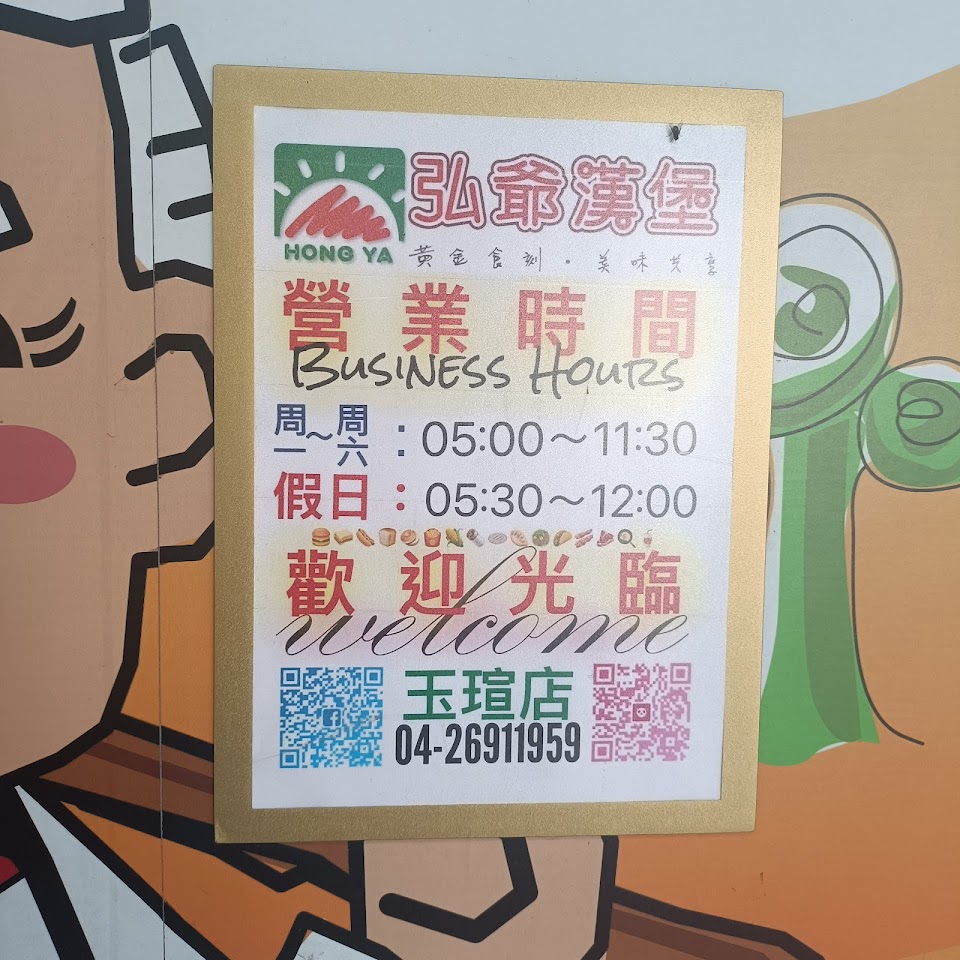 弘爺漢堡
HONG YA
黃金食刻·美味共享
營業時間
BUSINESS HOURS
周一~周六：05:00～11:30
假日：05:30～12:00
歡迎光臨
welcome
玉瑄店
04-26911959